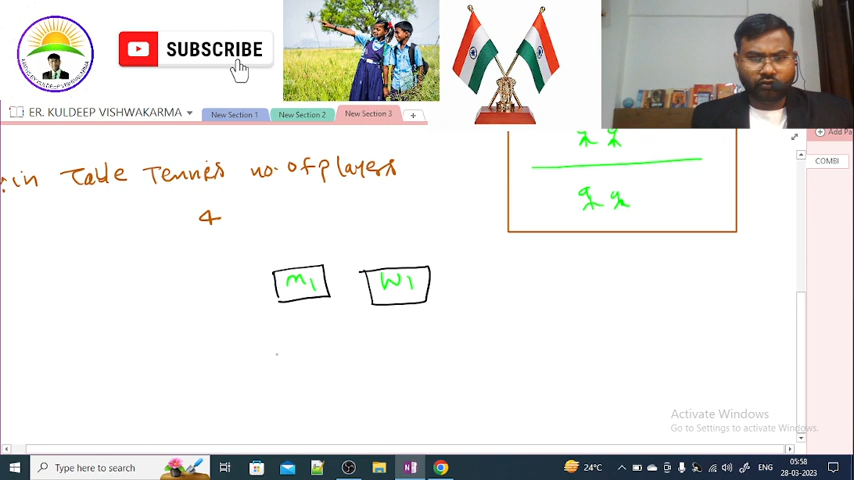 SUBSCRIBE
ER. KULDEEP VISHWAKARMA
New Section 1
New Section 2
New Section 3
+
Add Pa
COMBI
in Table Tennis no. of players
4
M1
W1
Activate Windows
Go to Settings to activate Windows.
Type here to search
24°C
ENG
05:58
28-03-2023